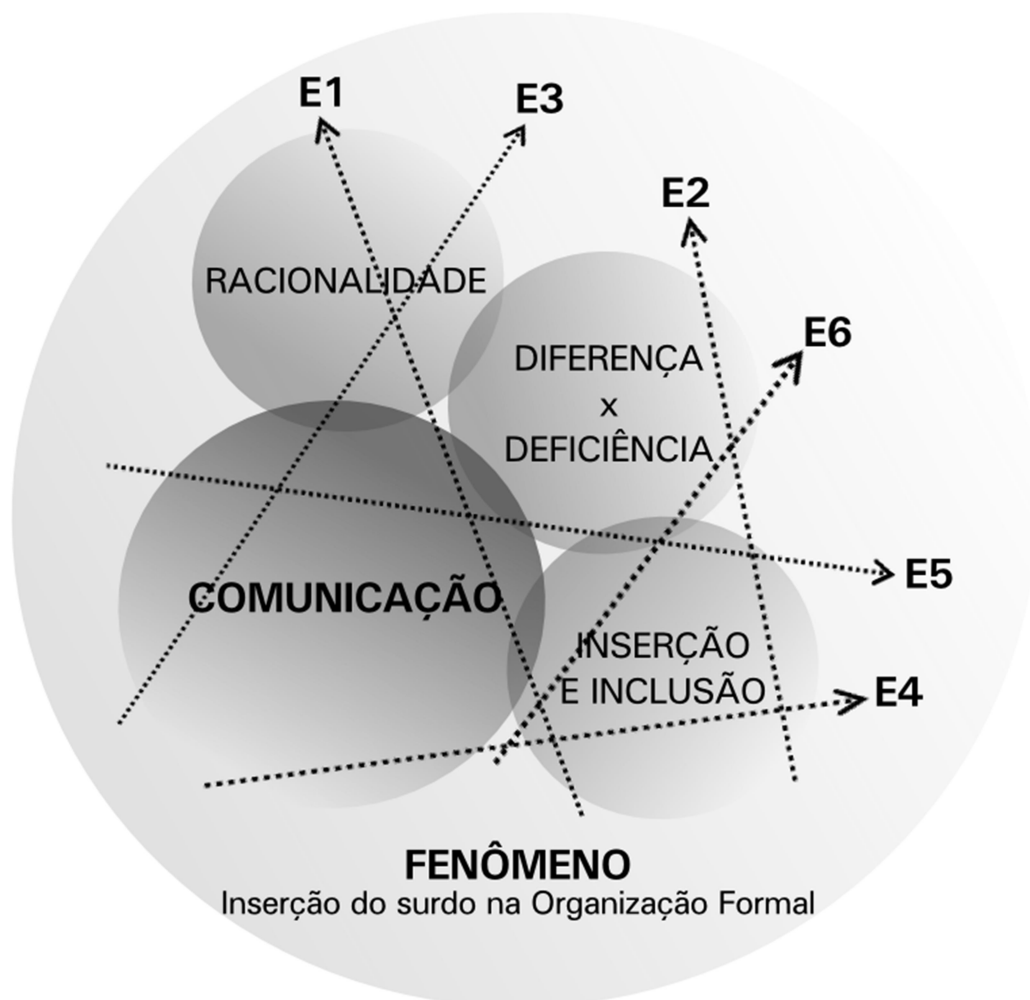 E1
E3
E2
RACIONALIDADE
E6
DIFERENÇA
x
DEFICIÊNCIA
E5
COMUNICAÇÃO
INSERÇÃO
E INCLUSÃO
E4
FENÔMENO
Inserção do surdo na Organização Formal